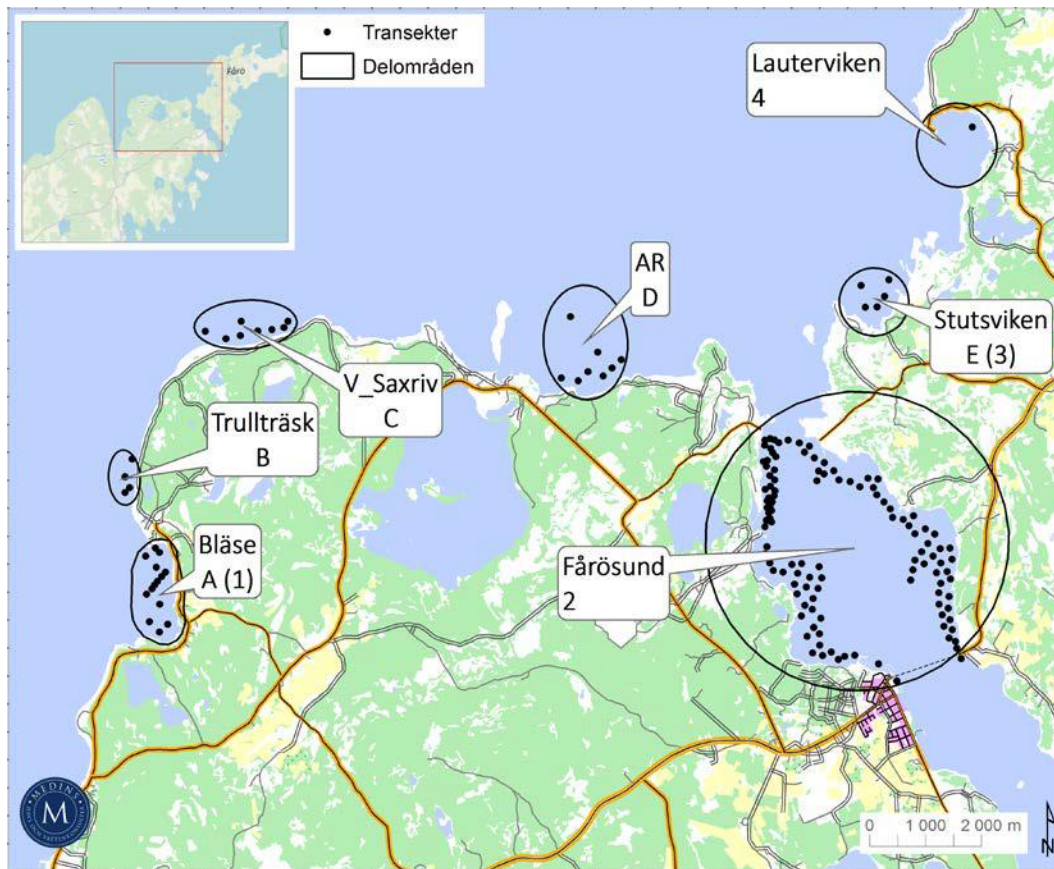 Fårö
Transekter
Delområden
Lauterviken
4
AR
D
Stutsviken
E (3)
V_Saxriv
C
Trullträsk
B
Bläse
A (1)
Fårösund
2
MEDINS
M
0 1 000 2 000 m
N